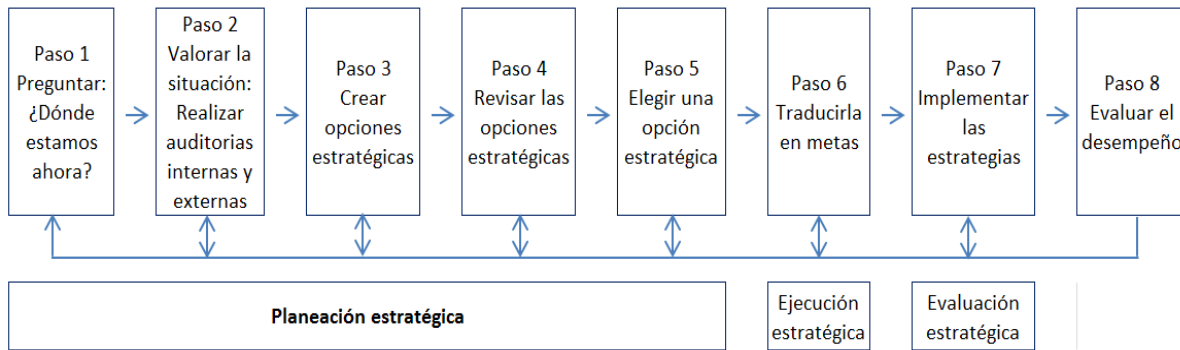 Paso 1
Preguntar:
¿Dónde
estamos
ahora?
Paso 2
Valorar la
situación:
Realizar
auditorias
internas y
externas
Paso 3
Crear
opciones
estratégicas
Paso 4
Revisar las
opciones
estratégicas
Paso 5
Elegir una
opción
estratégica
Paso 6
Traducirla
en metas
Paso 7
Implementar
las
estrategias
Paso 8
Evaluar el
desempeño
Planeación estratégica
Ejecución
estratégica
Evaluación
estratégica